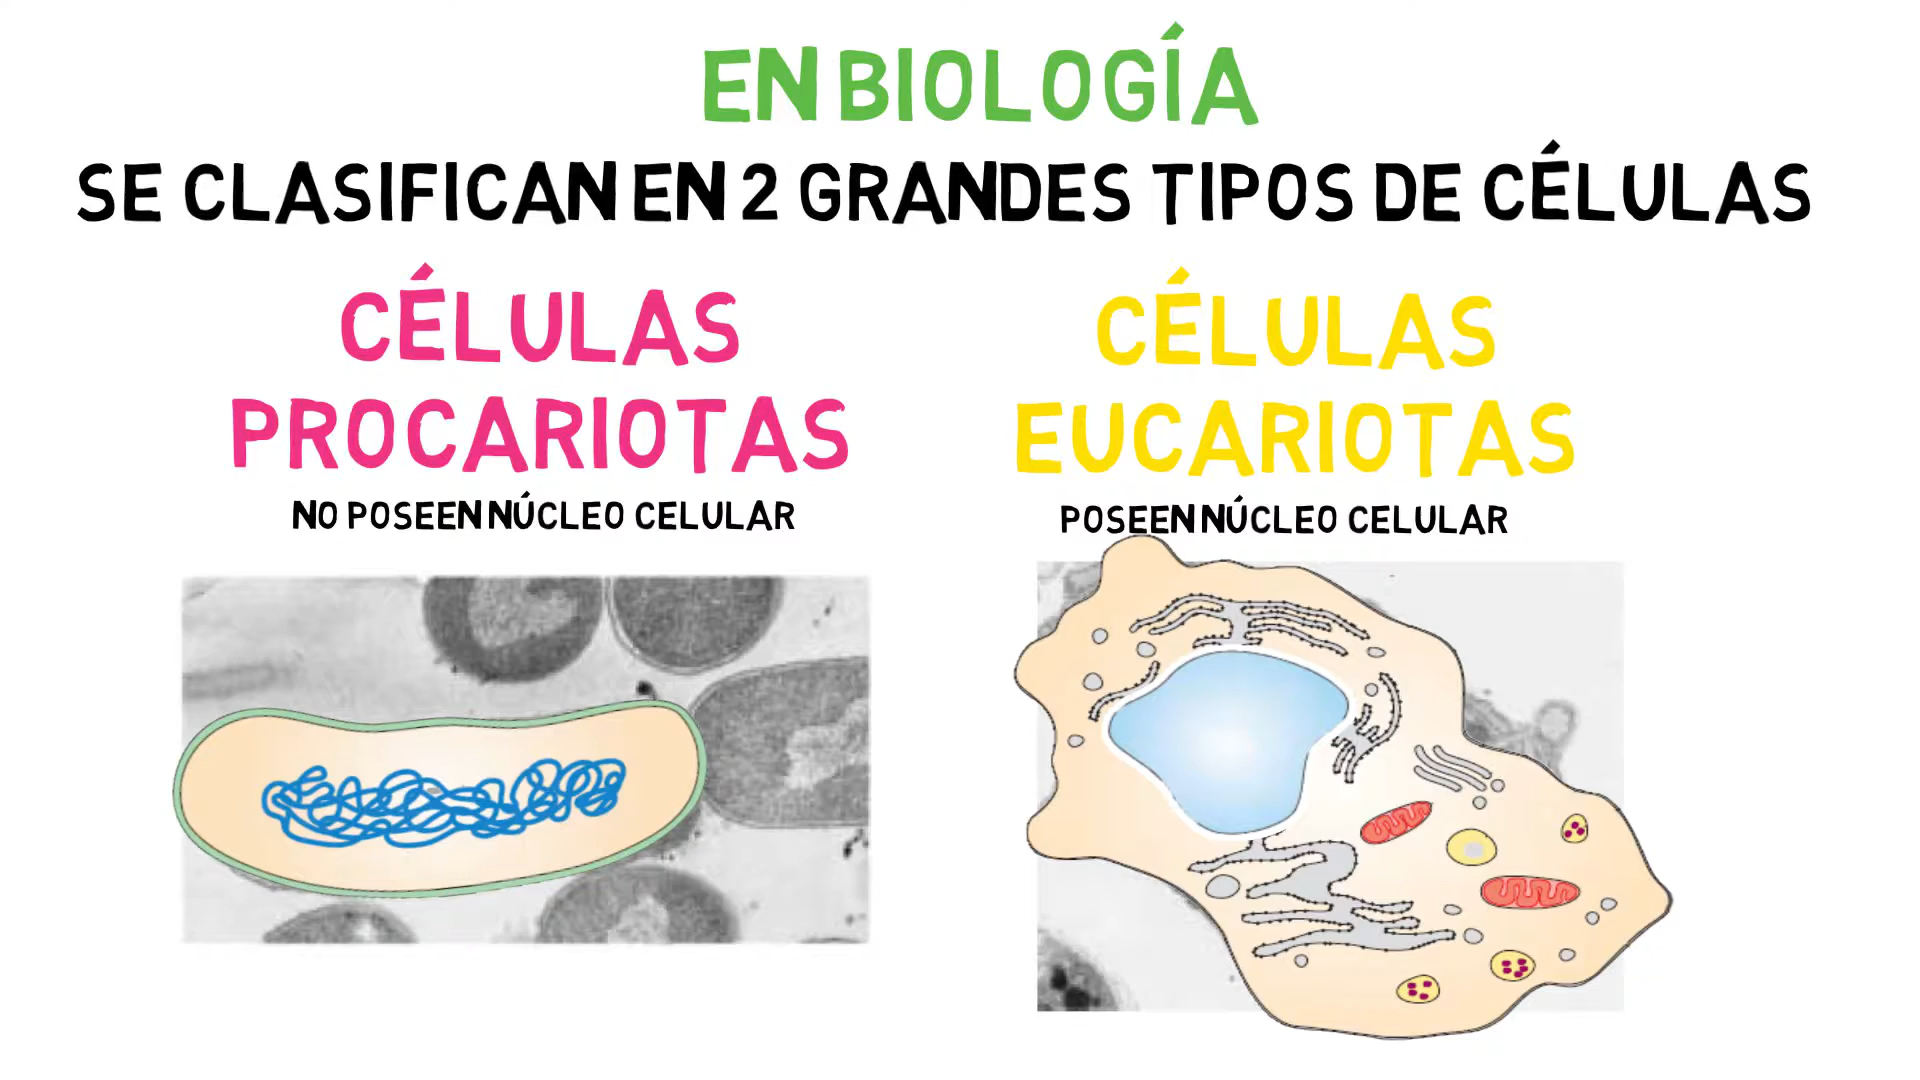 EN BIOLOGÍA
SE CLASIFICAN EN 2 GRANDES TIPOS DE CÉLULAS
CÉLULAS
PROCARIOTAS
NO POSEEN NÚCLEO CELULAR
CÉLULAS
EUCARIOTAS
POSEEN NÚCLEO CELULAR